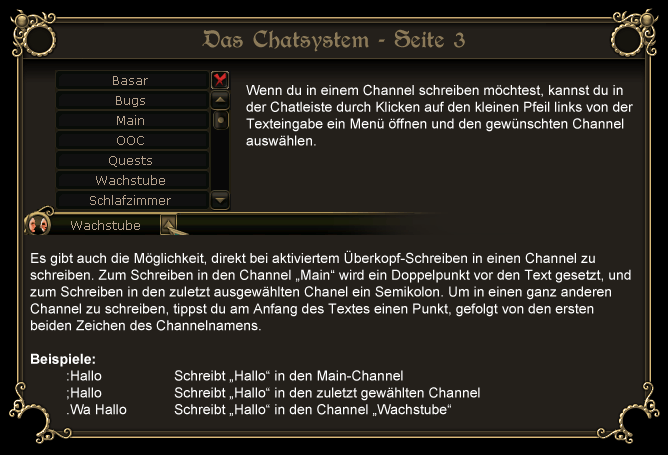 Das Chatsystem - Seite 3
Basar
Bugs
Main
OOC
Quests
Wachstube
Schlafzimmer
Wachstube
Wenn du in einem Channel schreiben möchtest, kannst du in
der Chatleiste durch Klicken auf den kleinen Pfeil links von der
Texteingabe ein Menü öffnen und den gewünschten Channel
auswählen.
Es gibt auch die Möglichkeit, direkt bei aktiviertem Überkopf-Schreiben in einen Channel zu
schreiben. Zum Schreiben in den Channel „Main“ wird ein Doppelpunkt vor den Text gesetzt, und
zum Schreiben in den zuletzt ausgewählten Chanel ein Semikolon. Um in einen ganz anderen
Channel zu schreiben, tippst du am Anfang des Textes einen Punkt, gefolgt von den ersten
beiden Zeichen des Channelnamens.
Beispiele:
:Hallo Schreibt „Hallo“ in den Main-Channel
;Hallo Schreibt „Hallo“ in den zuletzt gewählten Channel
.Wa Hallo Schreibt „Hallo“ in den Channel „Wachstube“